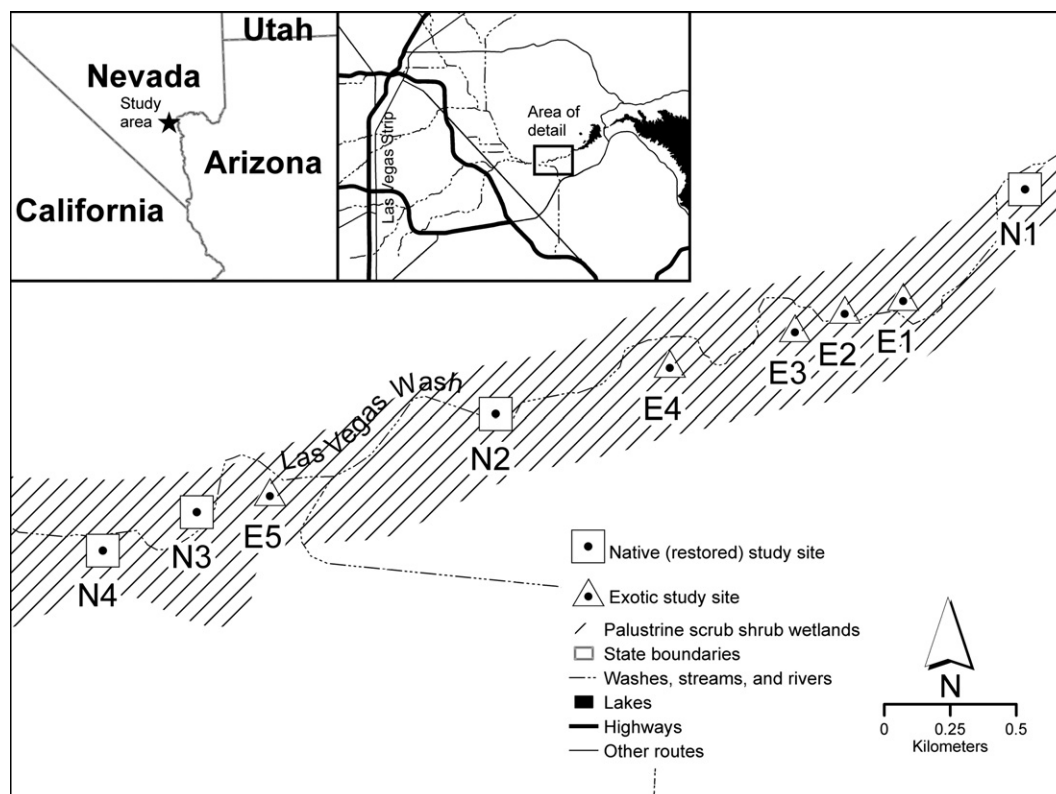 Utah
Nevada
Study
area
Arizona
California
Area of
detail
Las Vegas Strip
N1
E1
E2
E3
E4
Las Vegas Wash
N2
E5
N3
N4
Native (restored) study site
Exotic study site
Palustrine scrub shrub wetlands
State boundaries
Washes, streams, and rivers
Lakes
Highways
Other routes
N
0 0.25 0.5
Kilometers